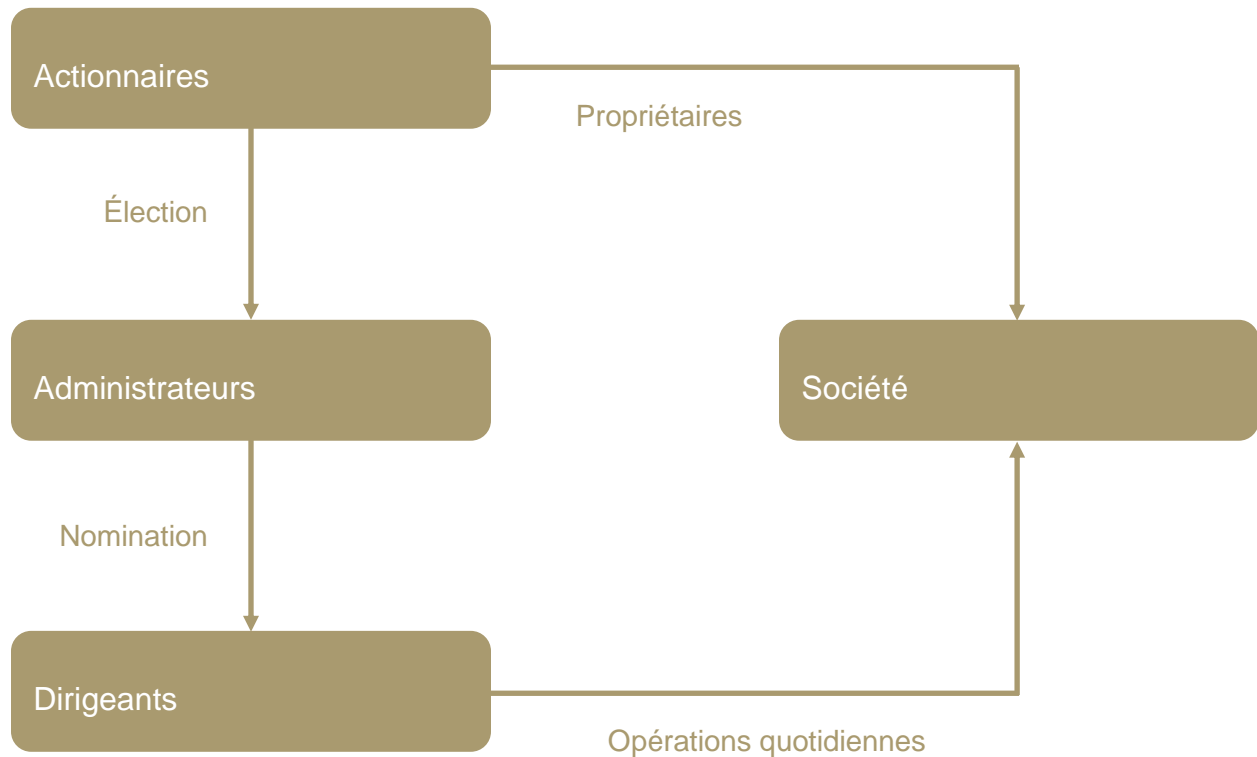 Actionnaires
Propriétaires
Élection
Administrateurs
Société
Nomination
Dirigeants
Opérations quotidiennes